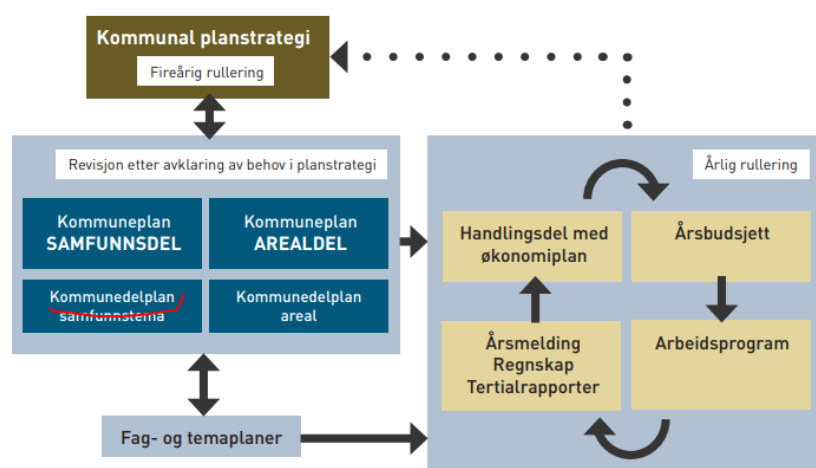 Kommunal planstrategi
Fireårig rullering
Revisjon etter avklaring av behov i planstrategi
Kommuneplan
SAMFUNNSDEL
Kommuneplan
AREALDEL
Kommunedelplan
samfunnstema
Kommunedelplan
areal
Fag- og temaplaner
Årlig rullering
Handlingsdel med
økonomiplan
Årsbudsjett
Årsmelding
Regnskap
Tertialrapporter
Arbeidsprogram